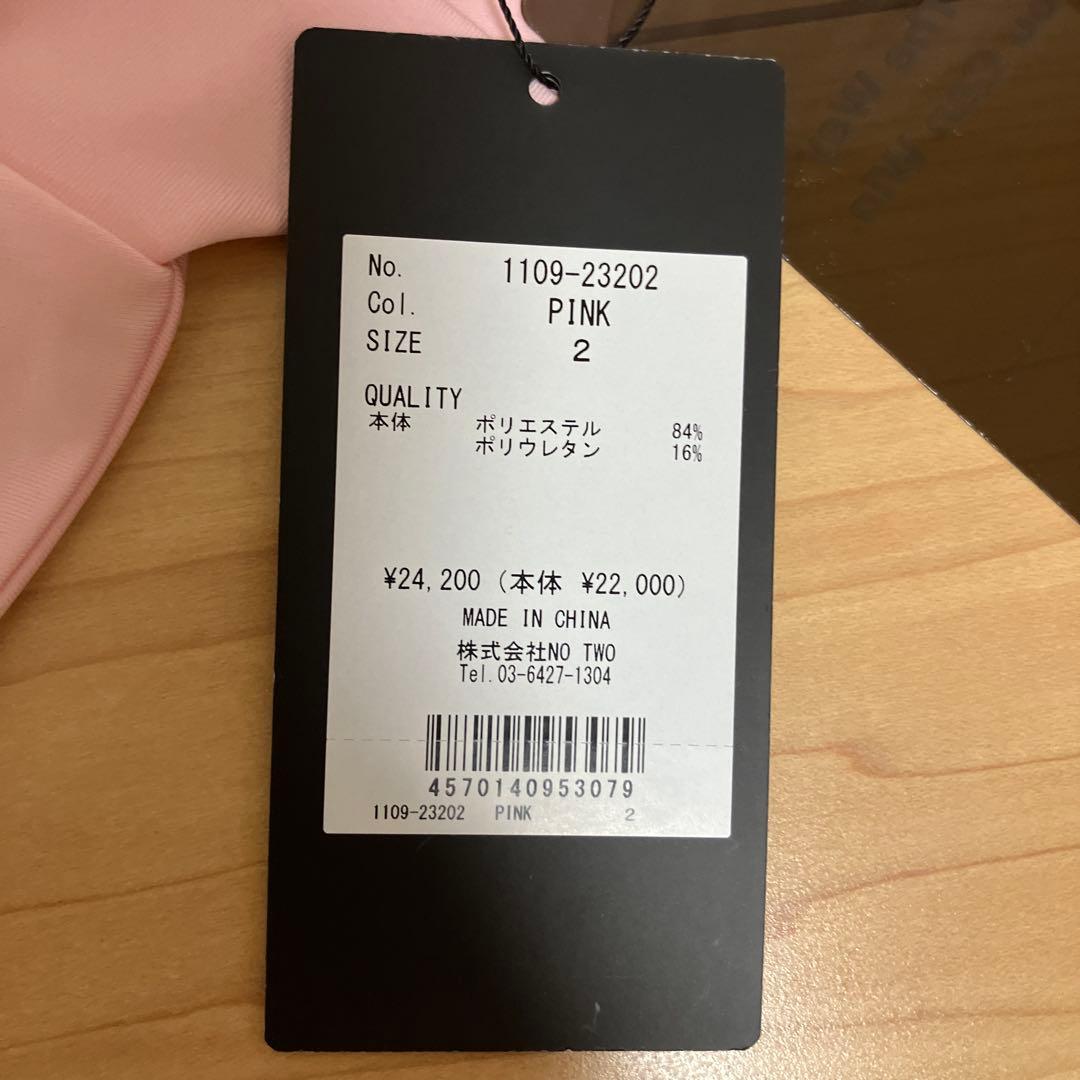 No. 1109-23202
Col. PINK
SIZE 2
QUALITY
本体 ポリエステル 84%
ポリウレタン 16%
¥24,200 (本体 ¥22,000)
MADE IN CHINA
株式会社NO TWO
Tel.03-6427-1304
4570140953079
1109-23202 PINK 2